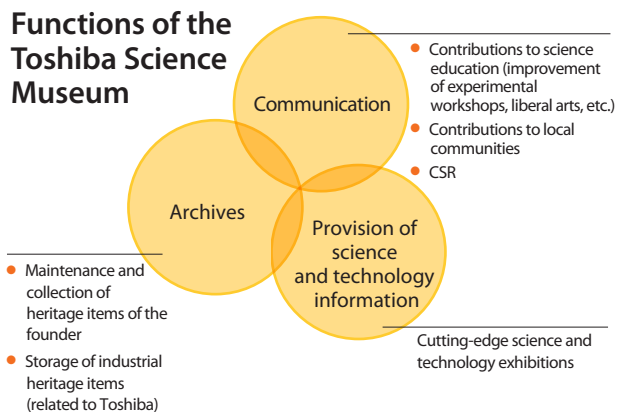 Functions of the
Toshiba Science
Museum
Communication
• Contributions to science
education (improvement
of experimental
workshops, liberal arts, etc.)
• Contributions to local
communities
• CSR
Archives
• Maintenance and
collection of
heritage items of the
founder
• Storage of industrial
heritage items
(related to Toshiba)
Provision of
science
and technology
information
Cutting-edge science and
technology exhibitions